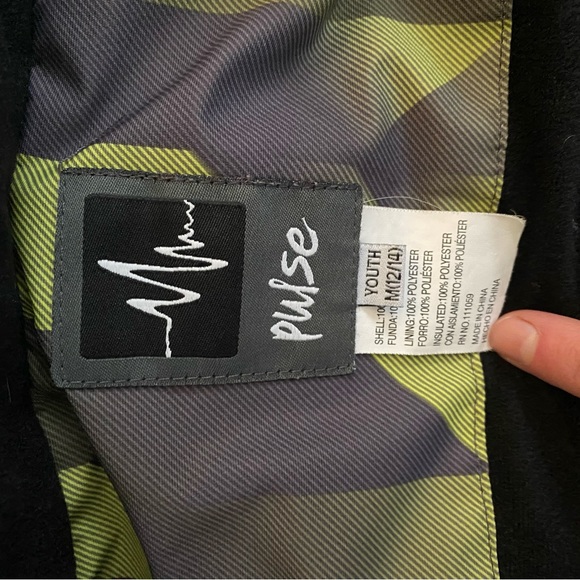 pulse
YOUTH
M(12/14)
SHELL:100
FUNDA:10
LINING:100% POLYESTER
FORRO:100% POLIÉSTER
INSULATED:100% POLYESTER
CON AISLAMIENTO:100% POLIÉSTER
RN NO.111059
MADE IN CHINA
HECHO EN CHINA